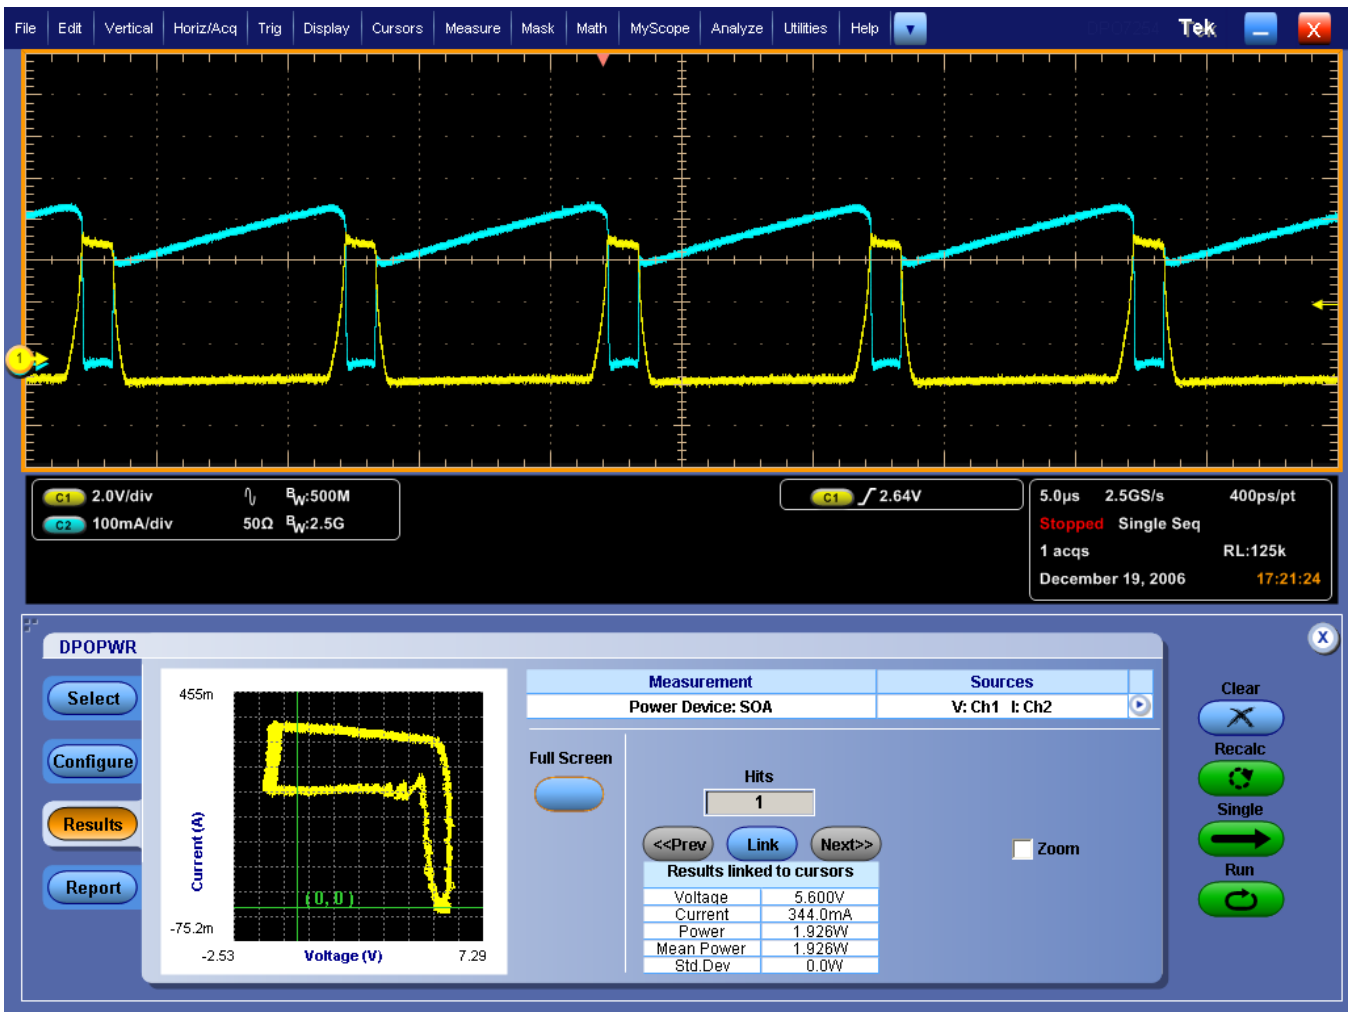 File Edit Vertical Horiz/Acq Trig Display Cursors Measure Mask Math MyScope Analyze Utilities Help Tek X
1
C1 2.0V/div BW:500M
C2 100mA/div 50Ω BW:2.5G
C1 2.64V
5.0µs 2.5GS/s 400ps/pt
Stopped Single Seq
1 acqs RL:125k
December 19, 2006 17:21:24
DPOPWR
X
Select
Configure
Results
Report
455m
Current (A)
(0,0)
-75.2m
-2.53 Voltage (V) 7.29
Measurement Sources
Power Device: SOA V: Ch1 I: Ch2
Full Screen
Hits
1
<<Prev Link Next>>
Results linked to cursors
Voltage 5.600V
Current 344.0mA
Power 1.926W
Mean Power 1.926W
Std.Dev 0.0W
Zoom
Clear
Recalc
Single
Run